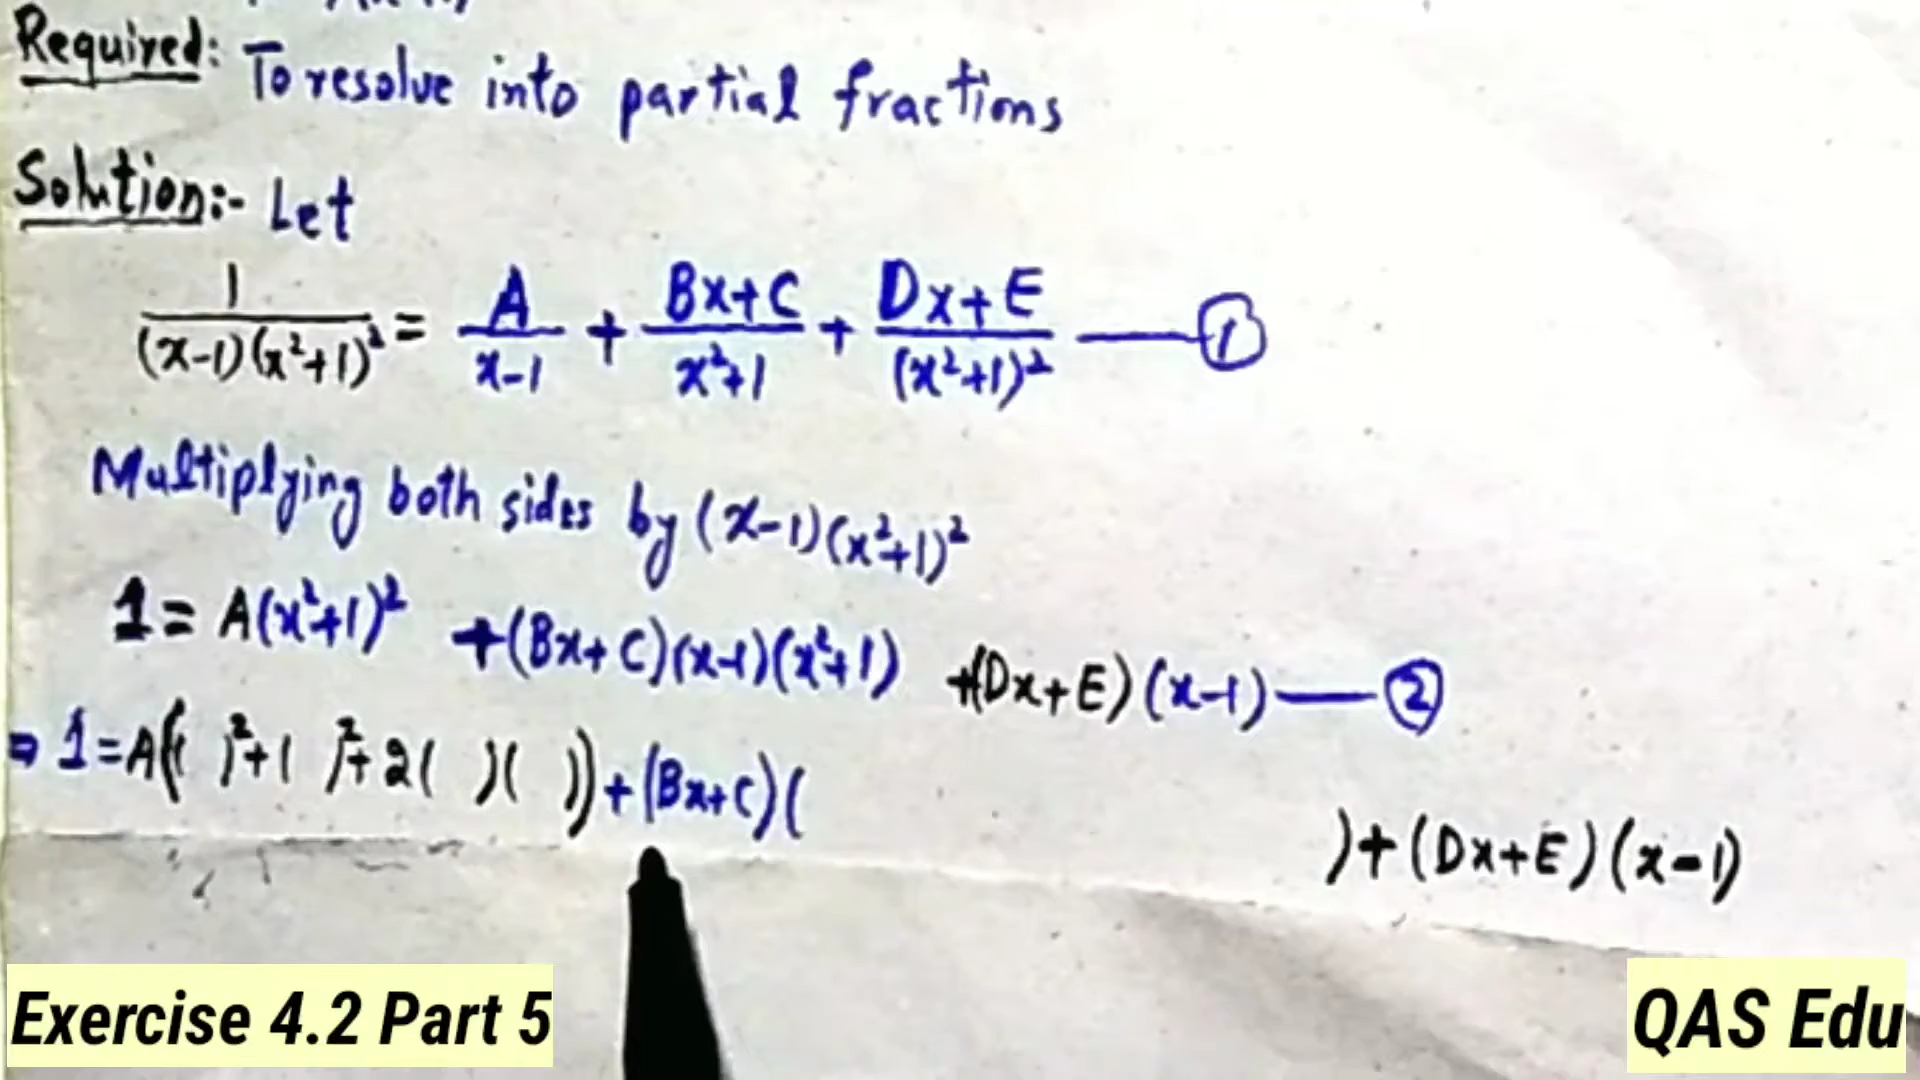 Required: To resolve into partial fractions
Solution:- Let
1/((x-1)(x²+1)²) = A/(x-1) + (Bx+C)/(x²+1) + (Dx+E)/(x²+1)² —— ①
Multiplying both sides by (x-1)(x²+1)²
1 = A(x²+1)² + (Bx+C)(x-1)(x²+1) + (Dx+E)(x-1) —— ②
⇒ 1 = A(( )²+( )²+2( )( )) + (Bx+C)( ) + (Dx+E)(x-1)
Exercise 4.2 Part 5
QAS Edu